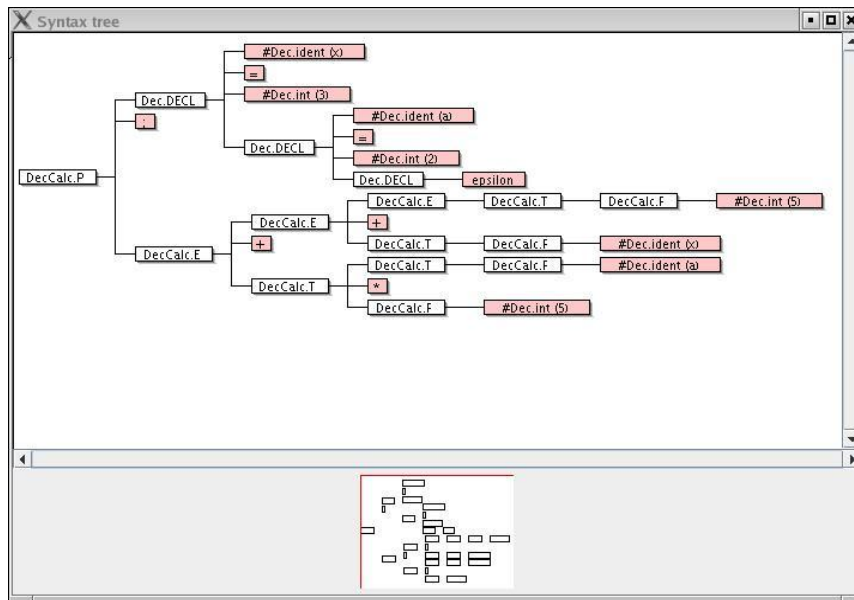 Syntax tree
#Dec.ident (x)
=
#Dec.int (3)
Dec.DECL
;
#Dec.ident (a)
=
Dec.DECL
#Dec.int (2)
Dec.DECL epsilon
DecCalc.P
DecCalc.E DecCalc.T DecCalc.F #Dec.int (5)
DecCalc.E
+
+
DecCalc.T DecCalc.F #Dec.ident (x)
DecCalc.E
DecCalc.T DecCalc.F #Dec.ident (a)
DecCalc.T
*
DecCalc.F #Dec.int (5)